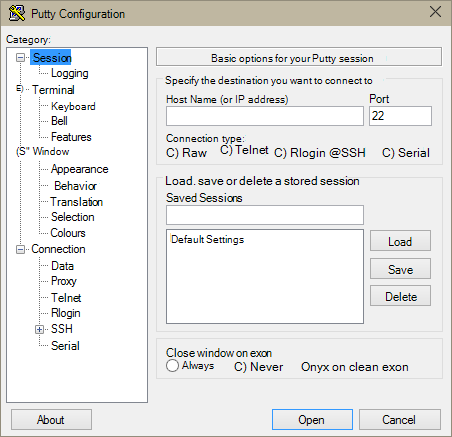 Putty Configuration
Category:
Session
Logging
E) Terminal
Keyboard
Bell
Features
(S" Window
Appearance
Behavior
Translation
Selection
Colours
Connection
Data
Proxy
Telnet
Rlogin
SSH
Serial
Basic options for your Putty session
Specify the destination you want to connect to
Host Name (or IP address) Port
22
Connection type:
C) Raw C) Telnet C) Rlogin @SSH C) Serial
Load. save or delete a stored session
Saved Sessions
Default Settings
Load
Save
Delete
Close window on exon
Always C) Never Onyx on clean exon
About Open Cancel